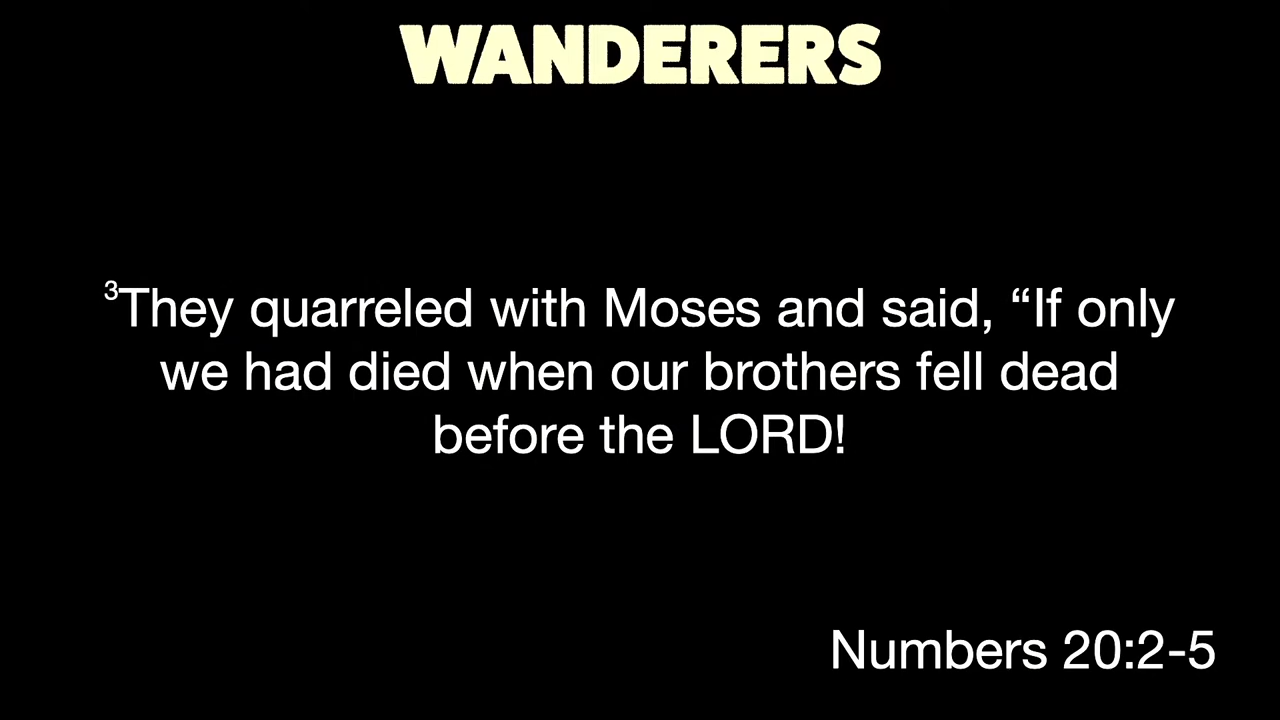 WANDERERS
³They quarreled with Moses and said, “If only
we had died when our brothers fell dead
before the LORD!
Numbers 20:2-5